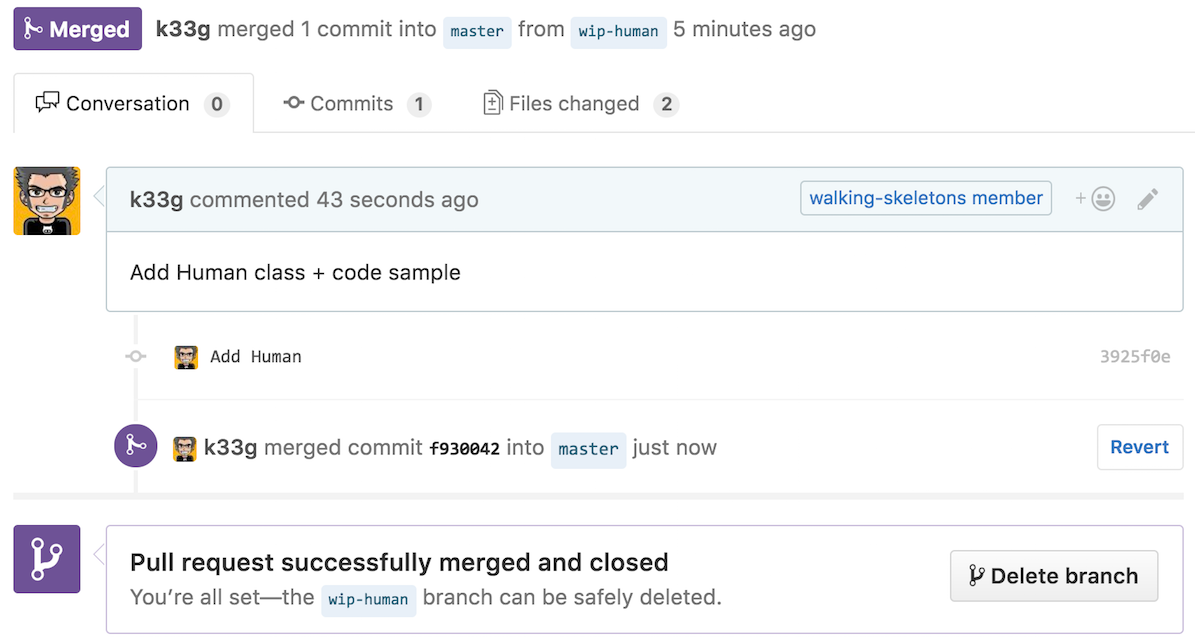 Merged k33g merged 1 commit into master from wip-human 5 minutes ago
Conversation 0 Commits 1 Files changed 2
k33g commented 43 seconds ago walking-skeletons member +
Add Human class + code sample
Add Human 3925f0e
k33g merged commit f930042 into master just now Revert
Pull request successfully merged and closed
You’re all set—the wip-human branch can be safely deleted.
Delete branch